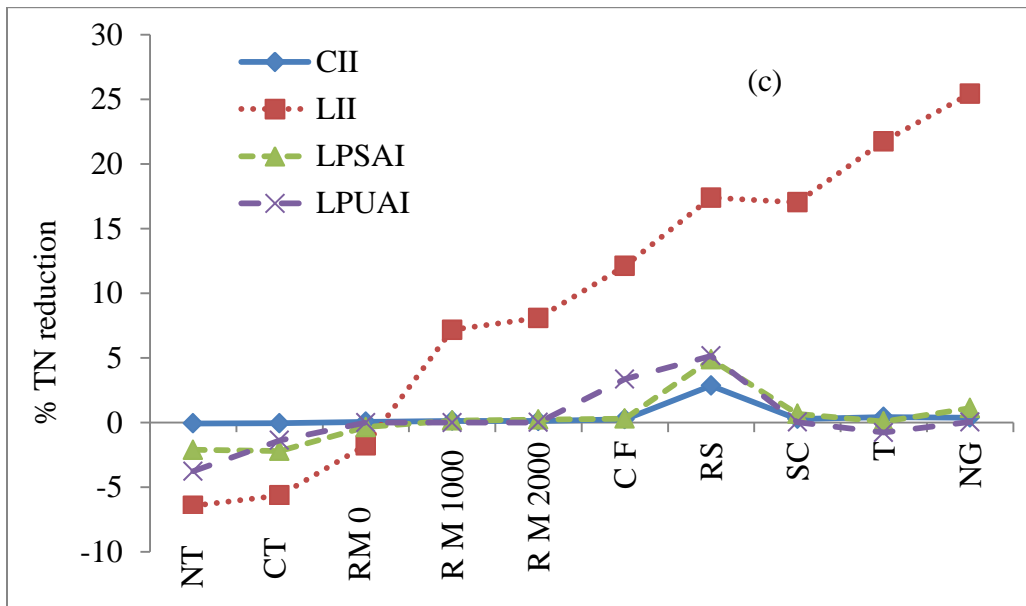 % TN reduction
30
25
20
15
10
5
0
-5
-10
CII
LII
LPSAI
LPUAI
(c)
NT
CT
RM 0
R M 1000
R M 2000
C F
RS
SC
T
NG